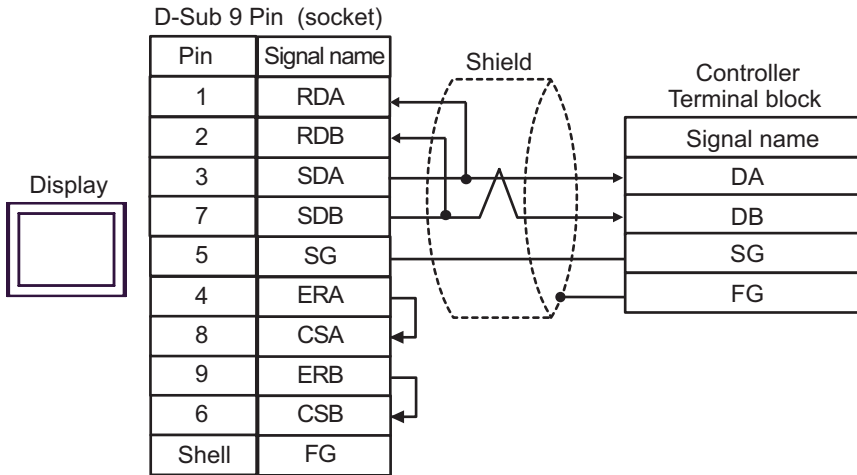 D-Sub 9 Pin (socket)
Pin Signal name
1 RDA
2 RDB
3 SDA
7 SDB
5 SG
4 ERA
8 CSA
9 ERB
6 CSB
Shell FG
Display
Shield
Controller
Terminal block
Signal name
DA
DB
SG
FG